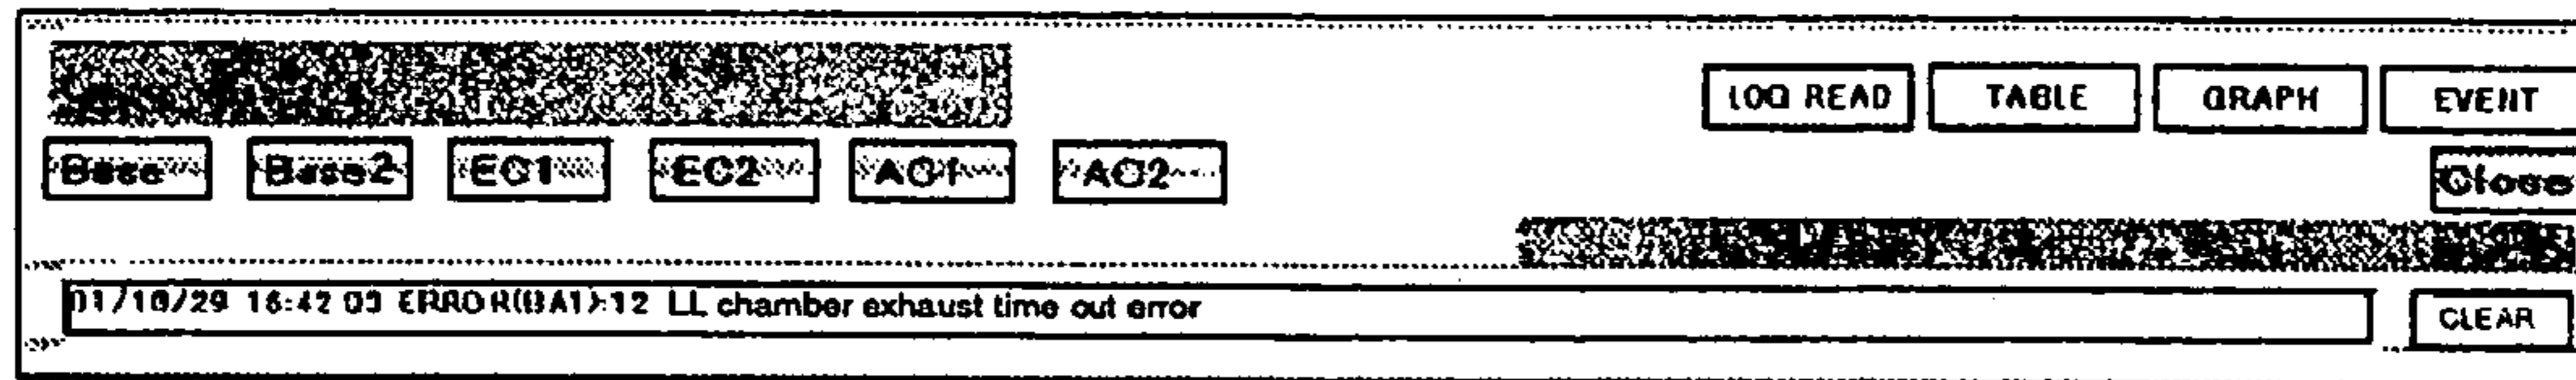 LOG READ TABLE GRAPH EVENT
Base Base2 EC1 EC2 AC1 AC2 Close
01/10/29 16:42 03 ERROR(BA1):12 LL chamber exhaust time out error
CLEAR